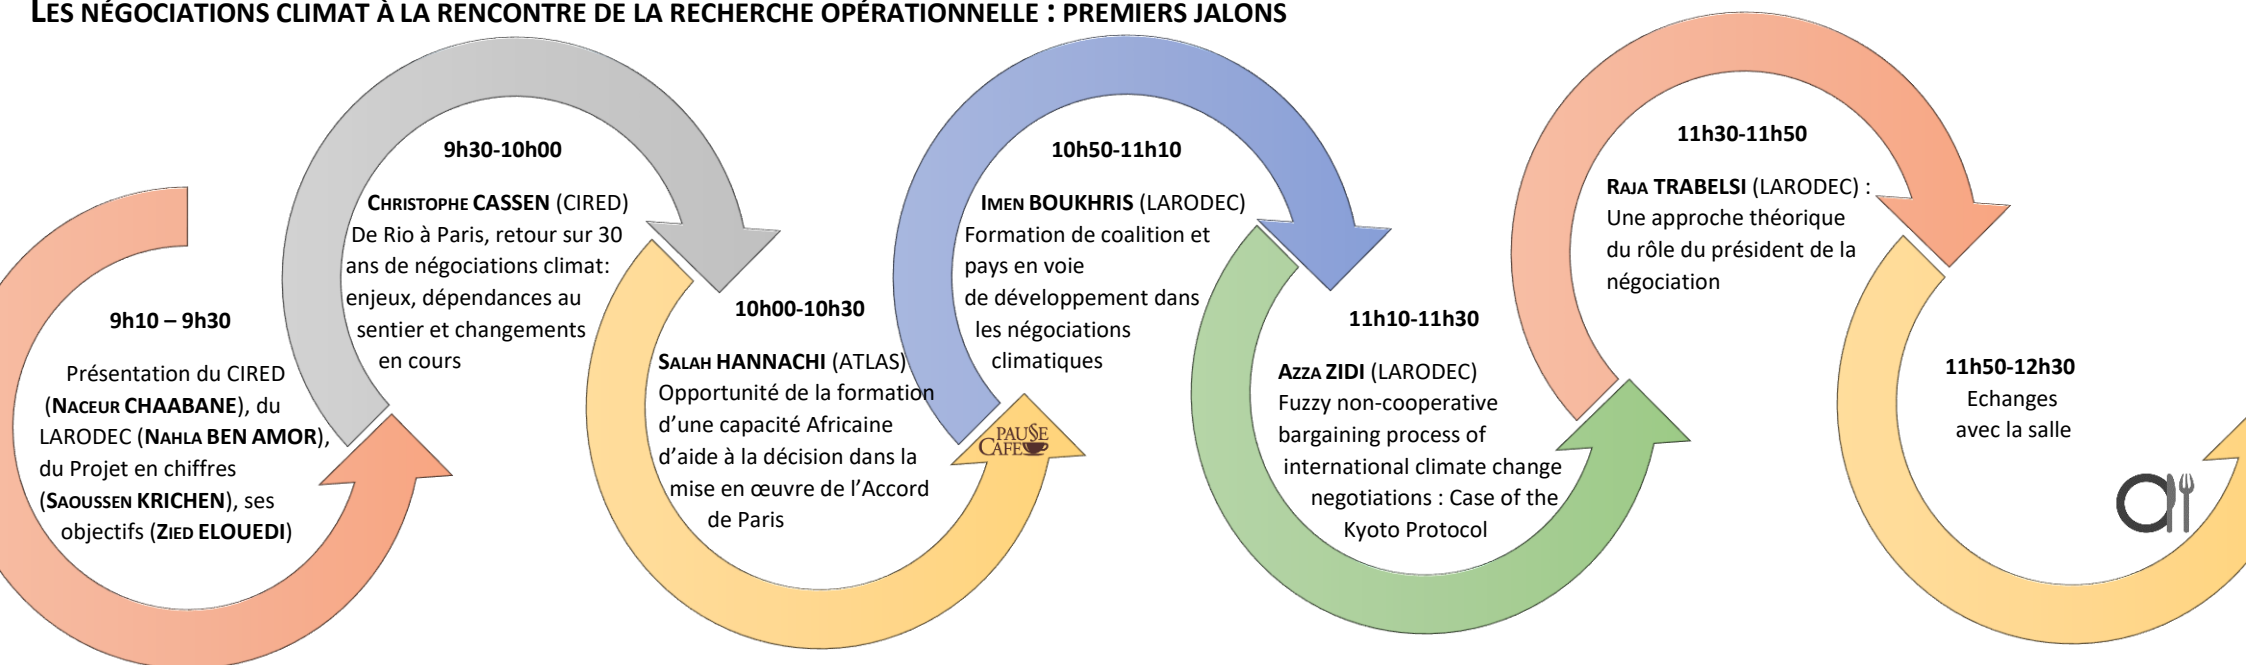 LES NÉGOCIATIONS CLIMAT À LA RENCONTRE DE LA RECHERCHE OPÉRATIONNELLE : PREMIERS JALONS
9h10 – 9h30
Présentation du CIRED
(NACEUR CHAABANE), du
LARODEC (NAHLA BEN AMOR),
du Projet en chiffres
(SAOUSSEN KRICHEN), ses
objectifs (ZIED ELOUEDI)
9h30-10h00
CHRISTOPHE CASSEN (CIRED)
De Rio à Paris, retour sur 30
ans de négociations climat:
enjeux, dépendances au
sentier et changements
en cours
10h00-10h30
SALAH HANNACHI (ATLAS)
Opportunité de la formation
d’une capacité Africaine
d’aide à la décision dans la
mise en œuvre de l’Accord
de Paris
PAUSE
CAFE
10h50-11h10
IMEN BOUKHRIS (LARODEC)
Formation de coalition et
pays en voie
de développement dans
les négociations
climatiques
11h10-11h30
AZZA ZIDI (LARODEC)
Fuzzy non-cooperative
bargaining process of
international climate change
negotiations : Case of the
Kyoto Protocol
11h30-11h50
RAJA TRABELSI (LARODEC) :
Une approche théorique
du rôle du président de la
négociation
11h50-12h30
Echanges
avec la salle